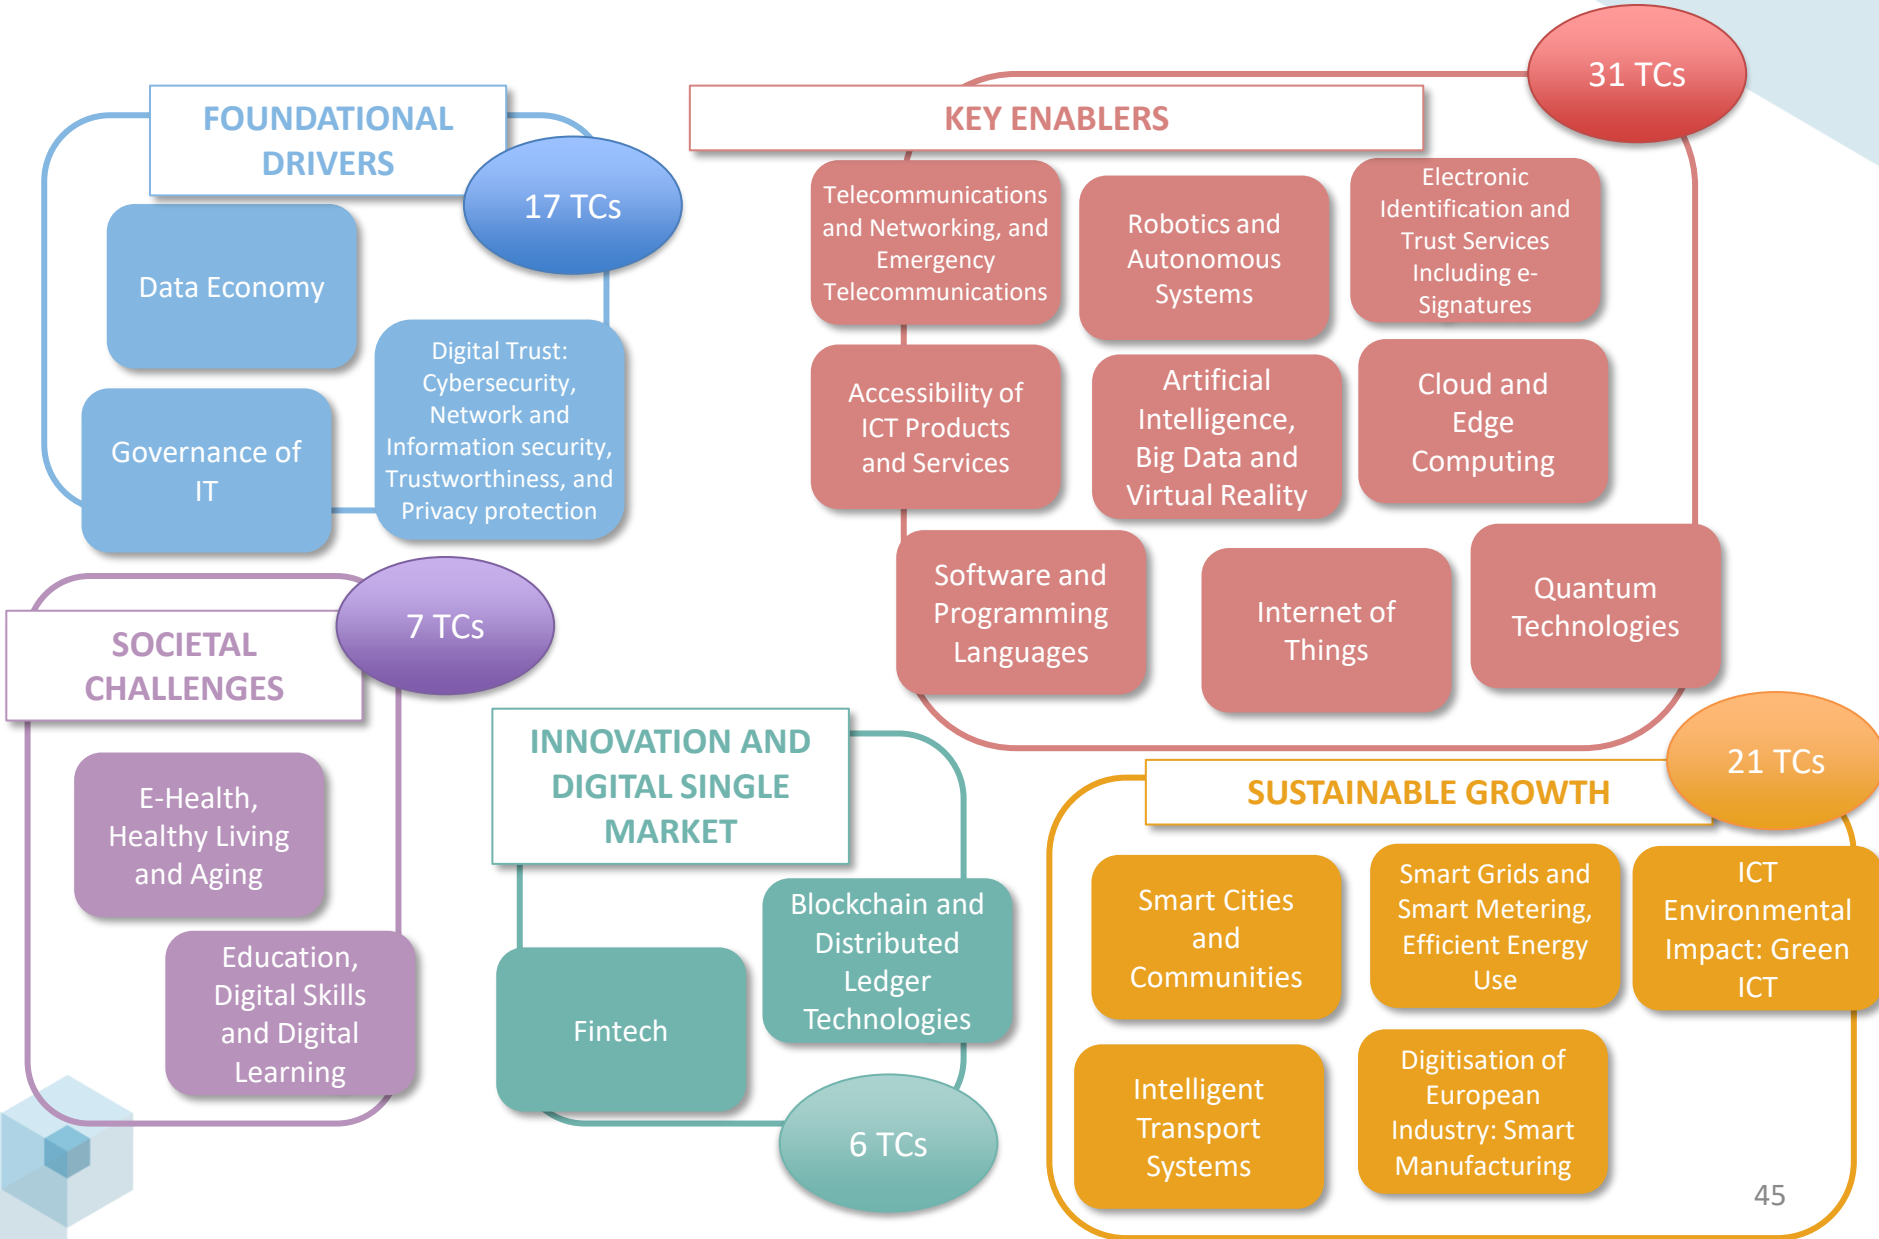 FOUNDATIONAL
DRIVERS
17 TCs
Data Economy
Governance of
IT
Digital Trust:
Cybersecurity,
Network and
Information security,
Trustworthiness, and
Privacy protection
KEY ENABLERS
31 TCs
Telecommunications
and Networking, and
Emergency
Telecommunications
Robotics and
Autonomous
Systems
Electronic
Identification and
Trust Services
Including e-
Signatures
Accessibility of
ICT Products
and Services
Artificial
Intelligence,
Big Data and
Virtual Reality
Cloud and
Edge
Computing
Software and
Programming
Languages
Internet of
Things
Quantum
Technologies
SOCIETAL
CHALLENGES
7 TCs
E-Health,
Healthy Living
and Aging
Education,
Digital Skills
and Digital
Learning
INNOVATION AND
DIGITAL SINGLE
MARKET
Fintech
Blockchain and
Distributed
Ledger
Technologies
6 TCs
SUSTAINABLE GROWTH
21 TCs
Smart Cities
and
Communities
Smart Grids and
Smart Metering,
Efficient Energy
Use
ICT
Environmental
Impact: Green
ICT
Intelligent
Transport
Systems
Digitisation of
European
Industry: Smart
Manufacturing
45